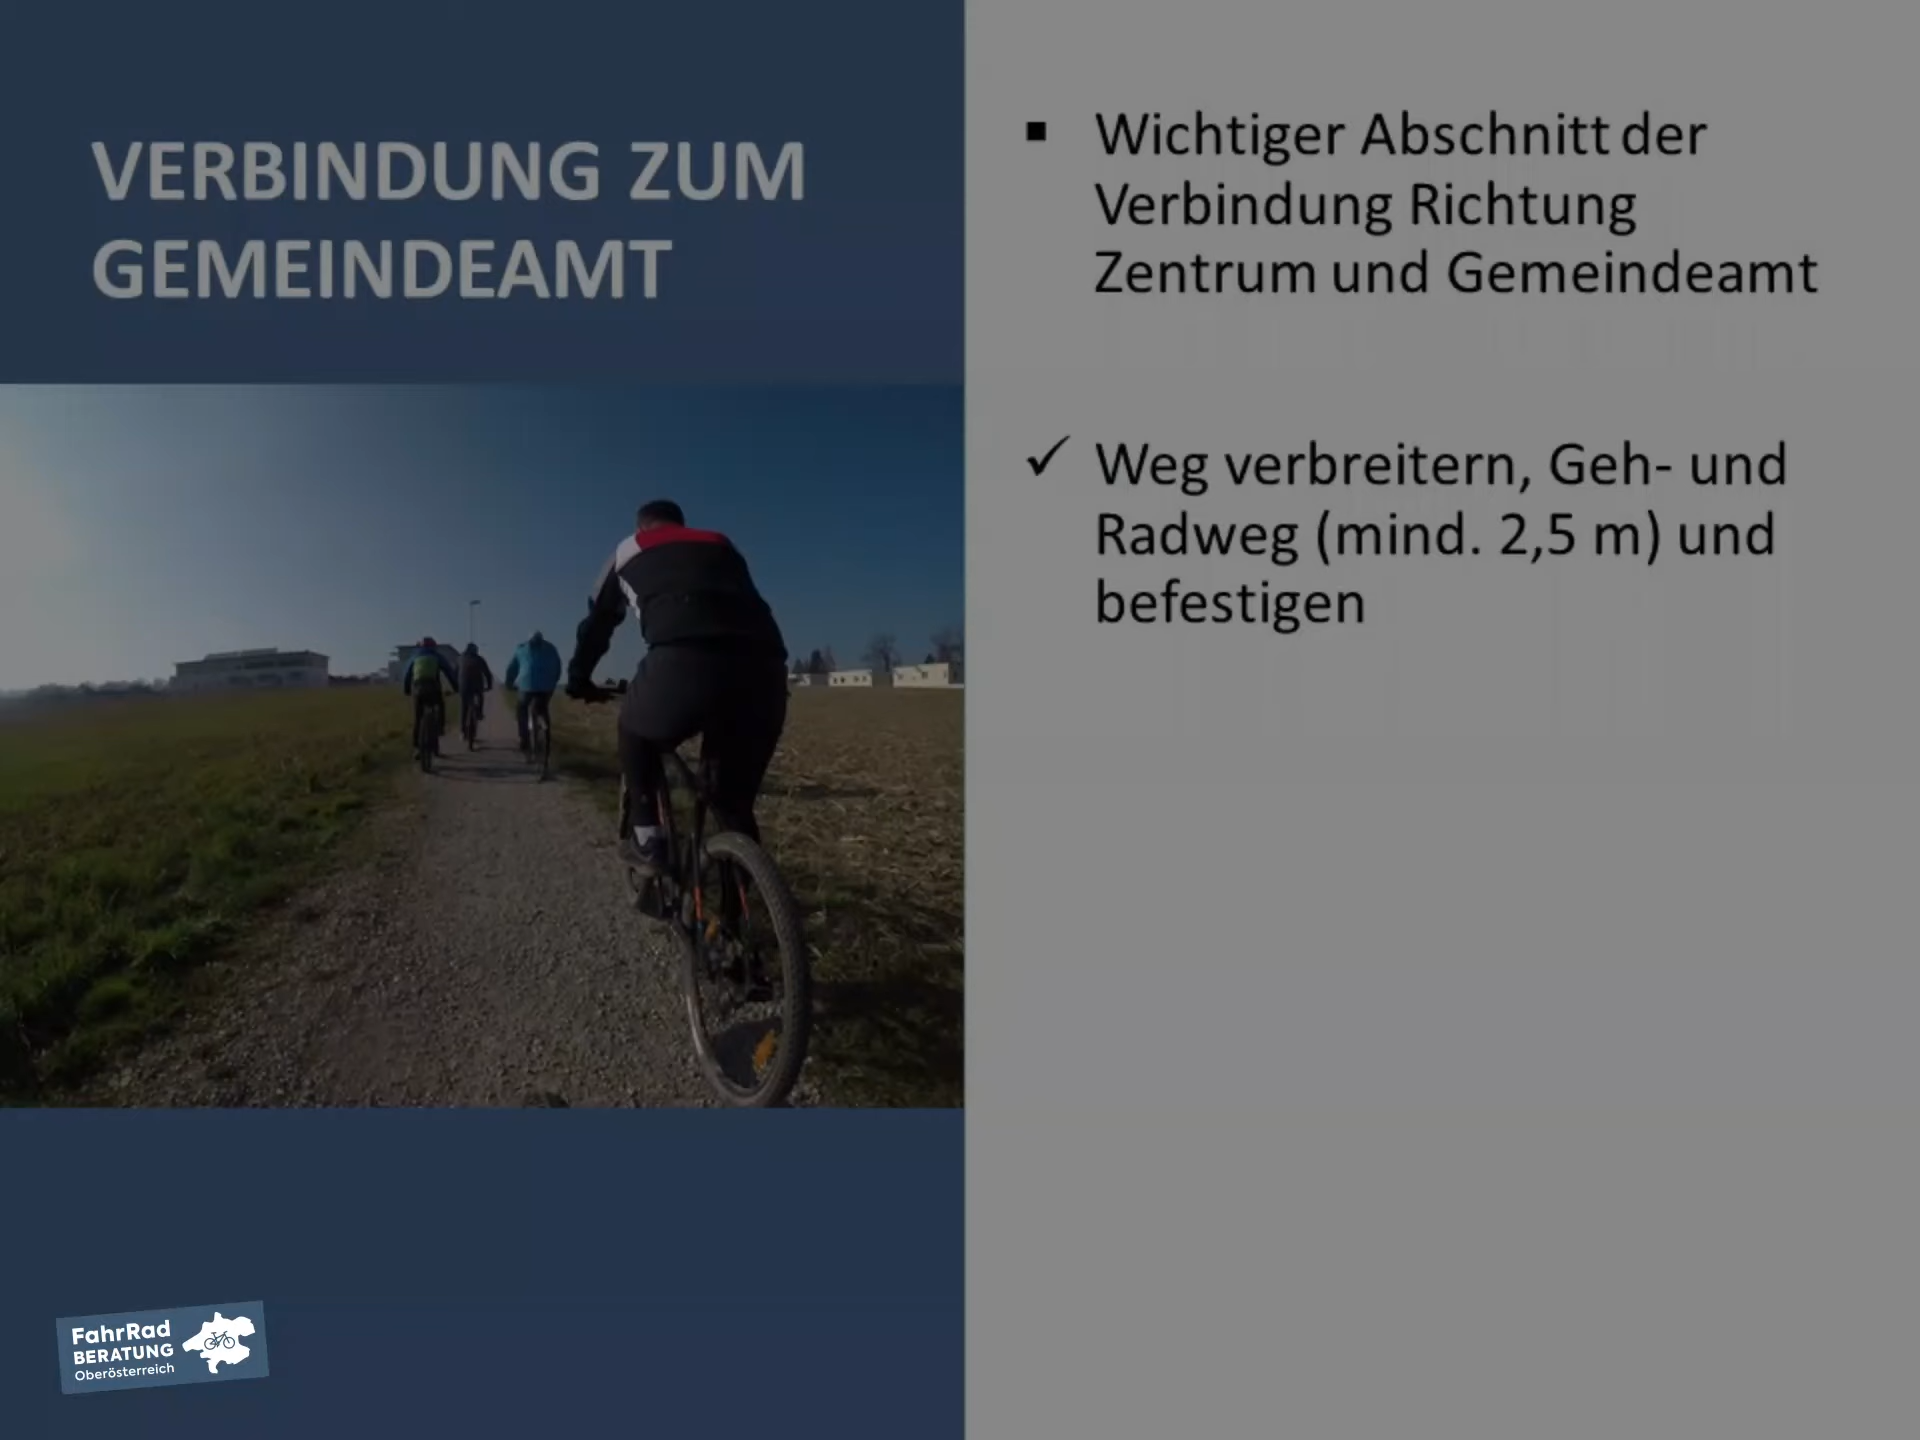 VERBINDUNG ZUM
GEMEINDEAMT
▪ Wichtiger Abschnitt der
Verbindung Richtung
Zentrum und Gemeindeamt
✓ Weg verbreitern, Geh- und
Radweg (mind. 2,5 m) und
befestigen
FahrRad
BERATUNG
Oberösterreich